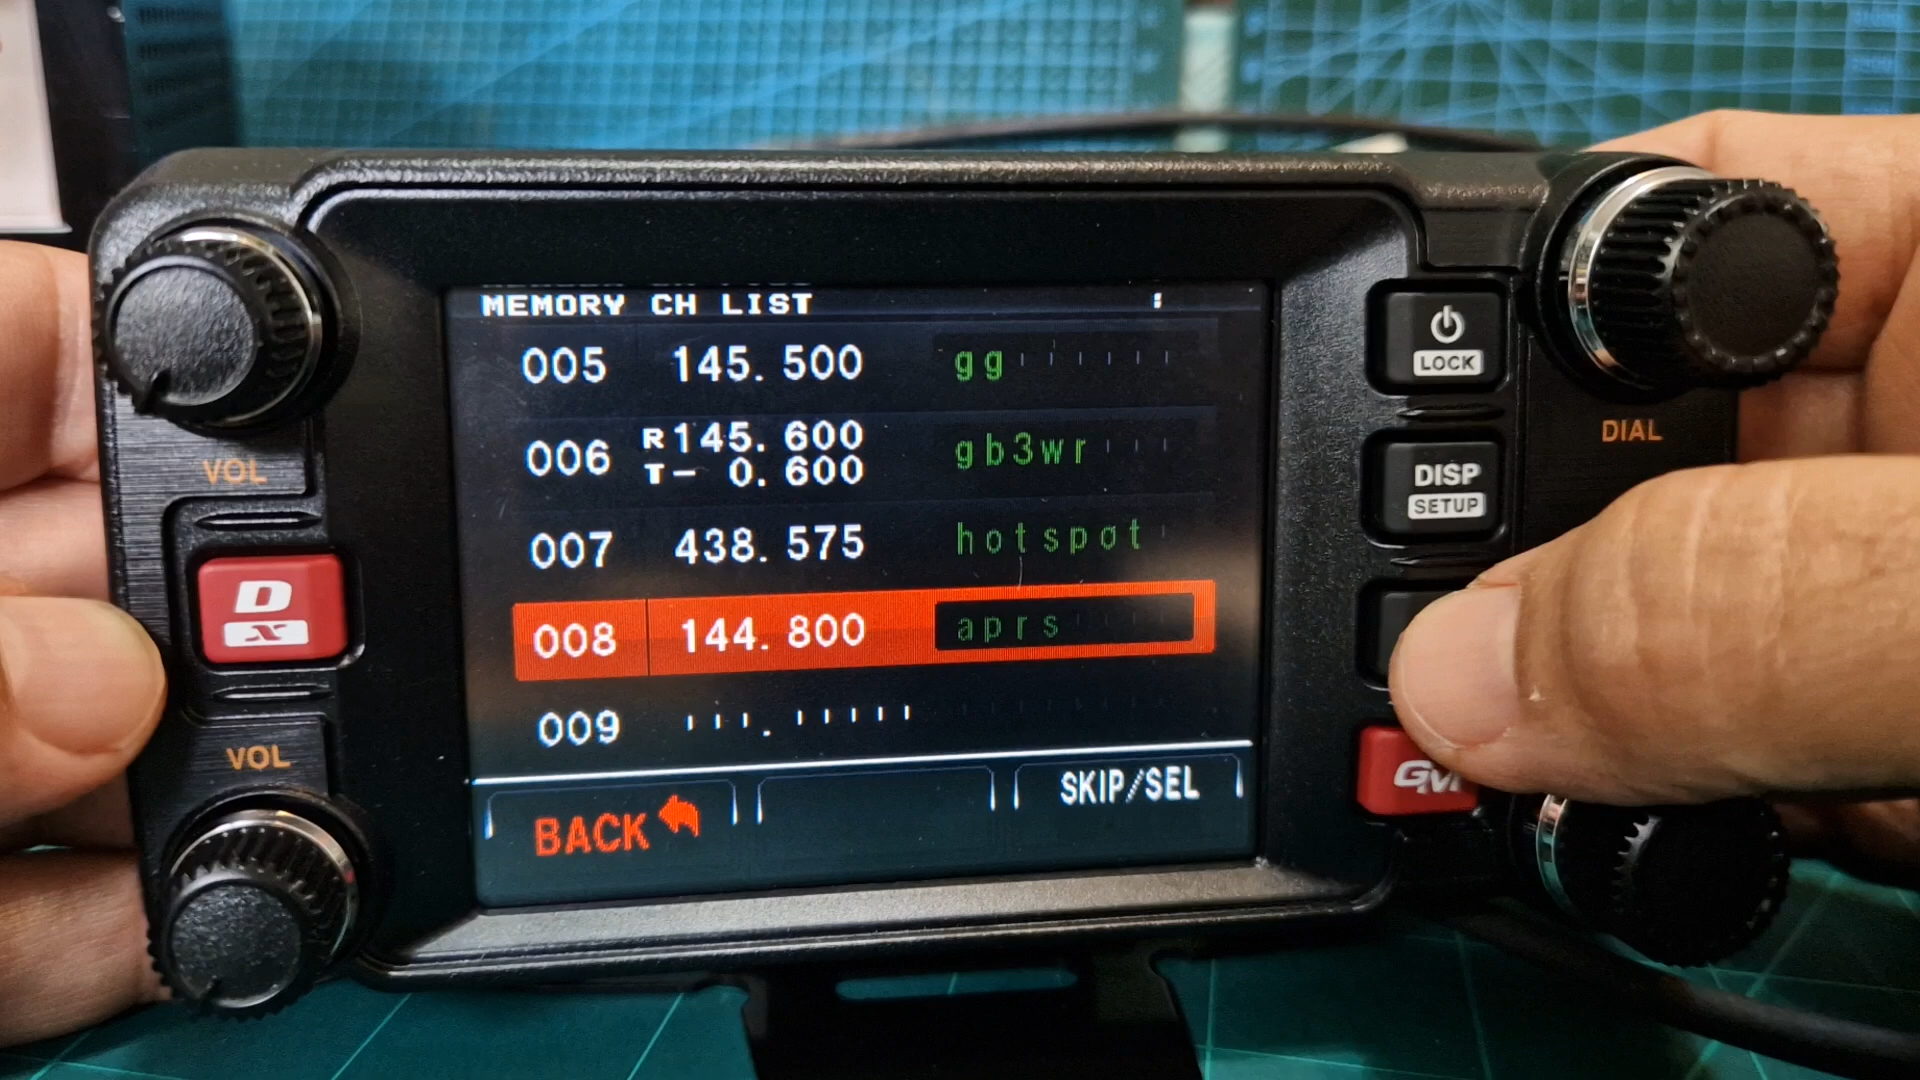 MEMORY CH LIST
005 145.500 gg
006 R145.600 gb3wr
T- 0.600
007 438.575 hotspot
008 144.800 aprs
009
BACK SKIP/SEL
VOL
D
X
VOL
LOCK
DISP
SETUP
DIAL